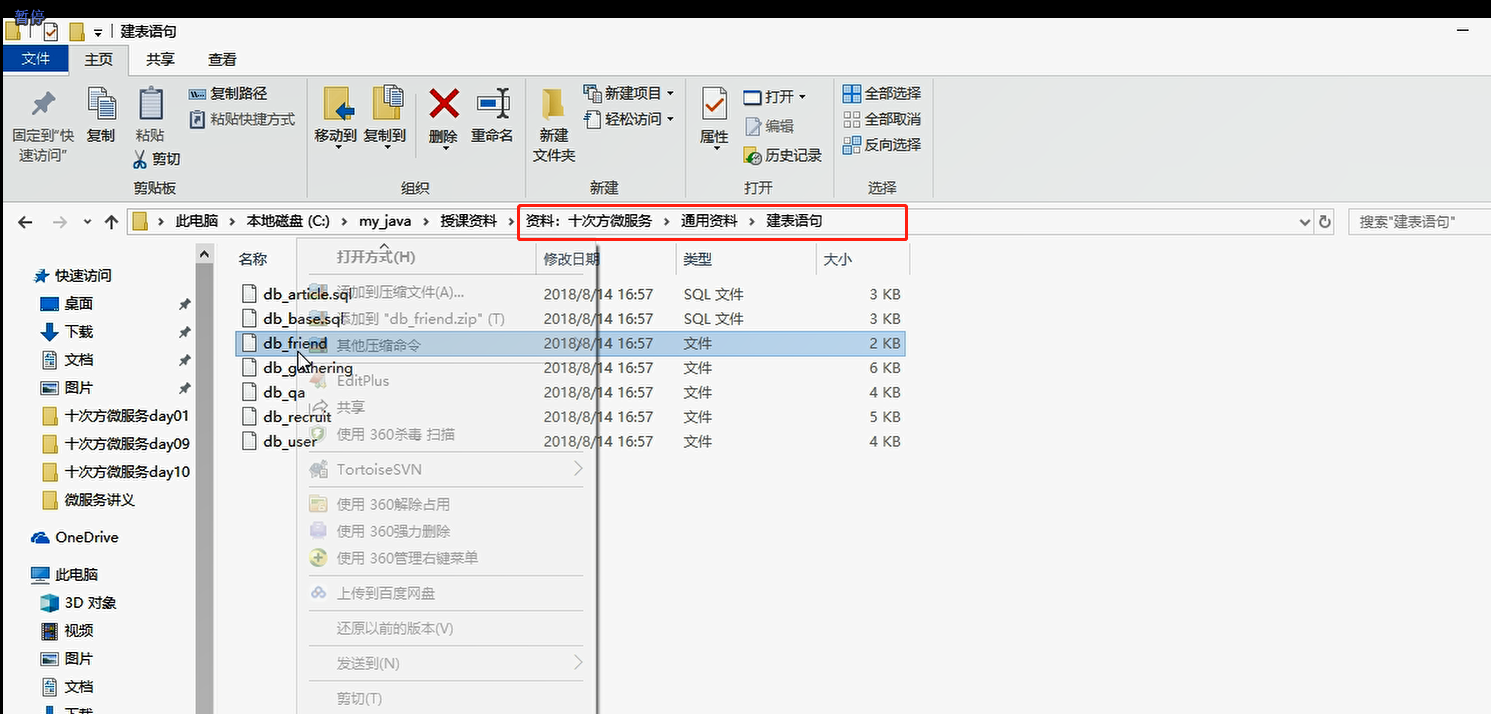 暂停
建表语句
文件 主页 共享 查看
固定到"快速访问"
复制
粘贴
复制路径
粘贴快捷方式
剪切
剪贴板
移动到
复制到
删除
重命名
组织
新建文件夹
新建项目
轻松访问
新建
属性
打开
编辑
历史记录
打开
全部选择
全部取消
反向选择
选择
此电脑 › 本地磁盘 (C:) › my_java › 授课资料 › 资料：十次方微服务 › 通用资料 › 建表语句
搜索"建表语句"
快速访问
桌面
下载
文档
图片
十次方微服务day01
十次方微服务day09
十次方微服务day10
微服务讲义
OneDrive
此电脑
3D 对象
视频
图片
文档
下载
名称 修改日期 类型 大小
db_article.sql 2018/8/14 16:57 SQL 文件 3 KB
db_base.sql 2018/8/14 16:57 SQL 文件 3 KB
db_friend 2018/8/14 16:57 文件 2 KB
db_gathering 2018/8/14 16:57 文件 6 KB
db_qa 2018/8/14 16:57 文件 4 KB
db_recruit 2018/8/14 16:57 文件 5 KB
db_user 2018/8/14 16:57 文件 4 KB
打开方式(H)
添加到压缩文件(A)...
添加到 "db_friend.zip" (T)
其他压缩命令
EditPlus
共享
使用 360杀毒 扫描
TortoiseSVN
使用 360解除占用
使用 360强力删除
使用 360管理右键菜单
上传到百度网盘
还原以前的版本(V)
发送到(N)
剪切(T)